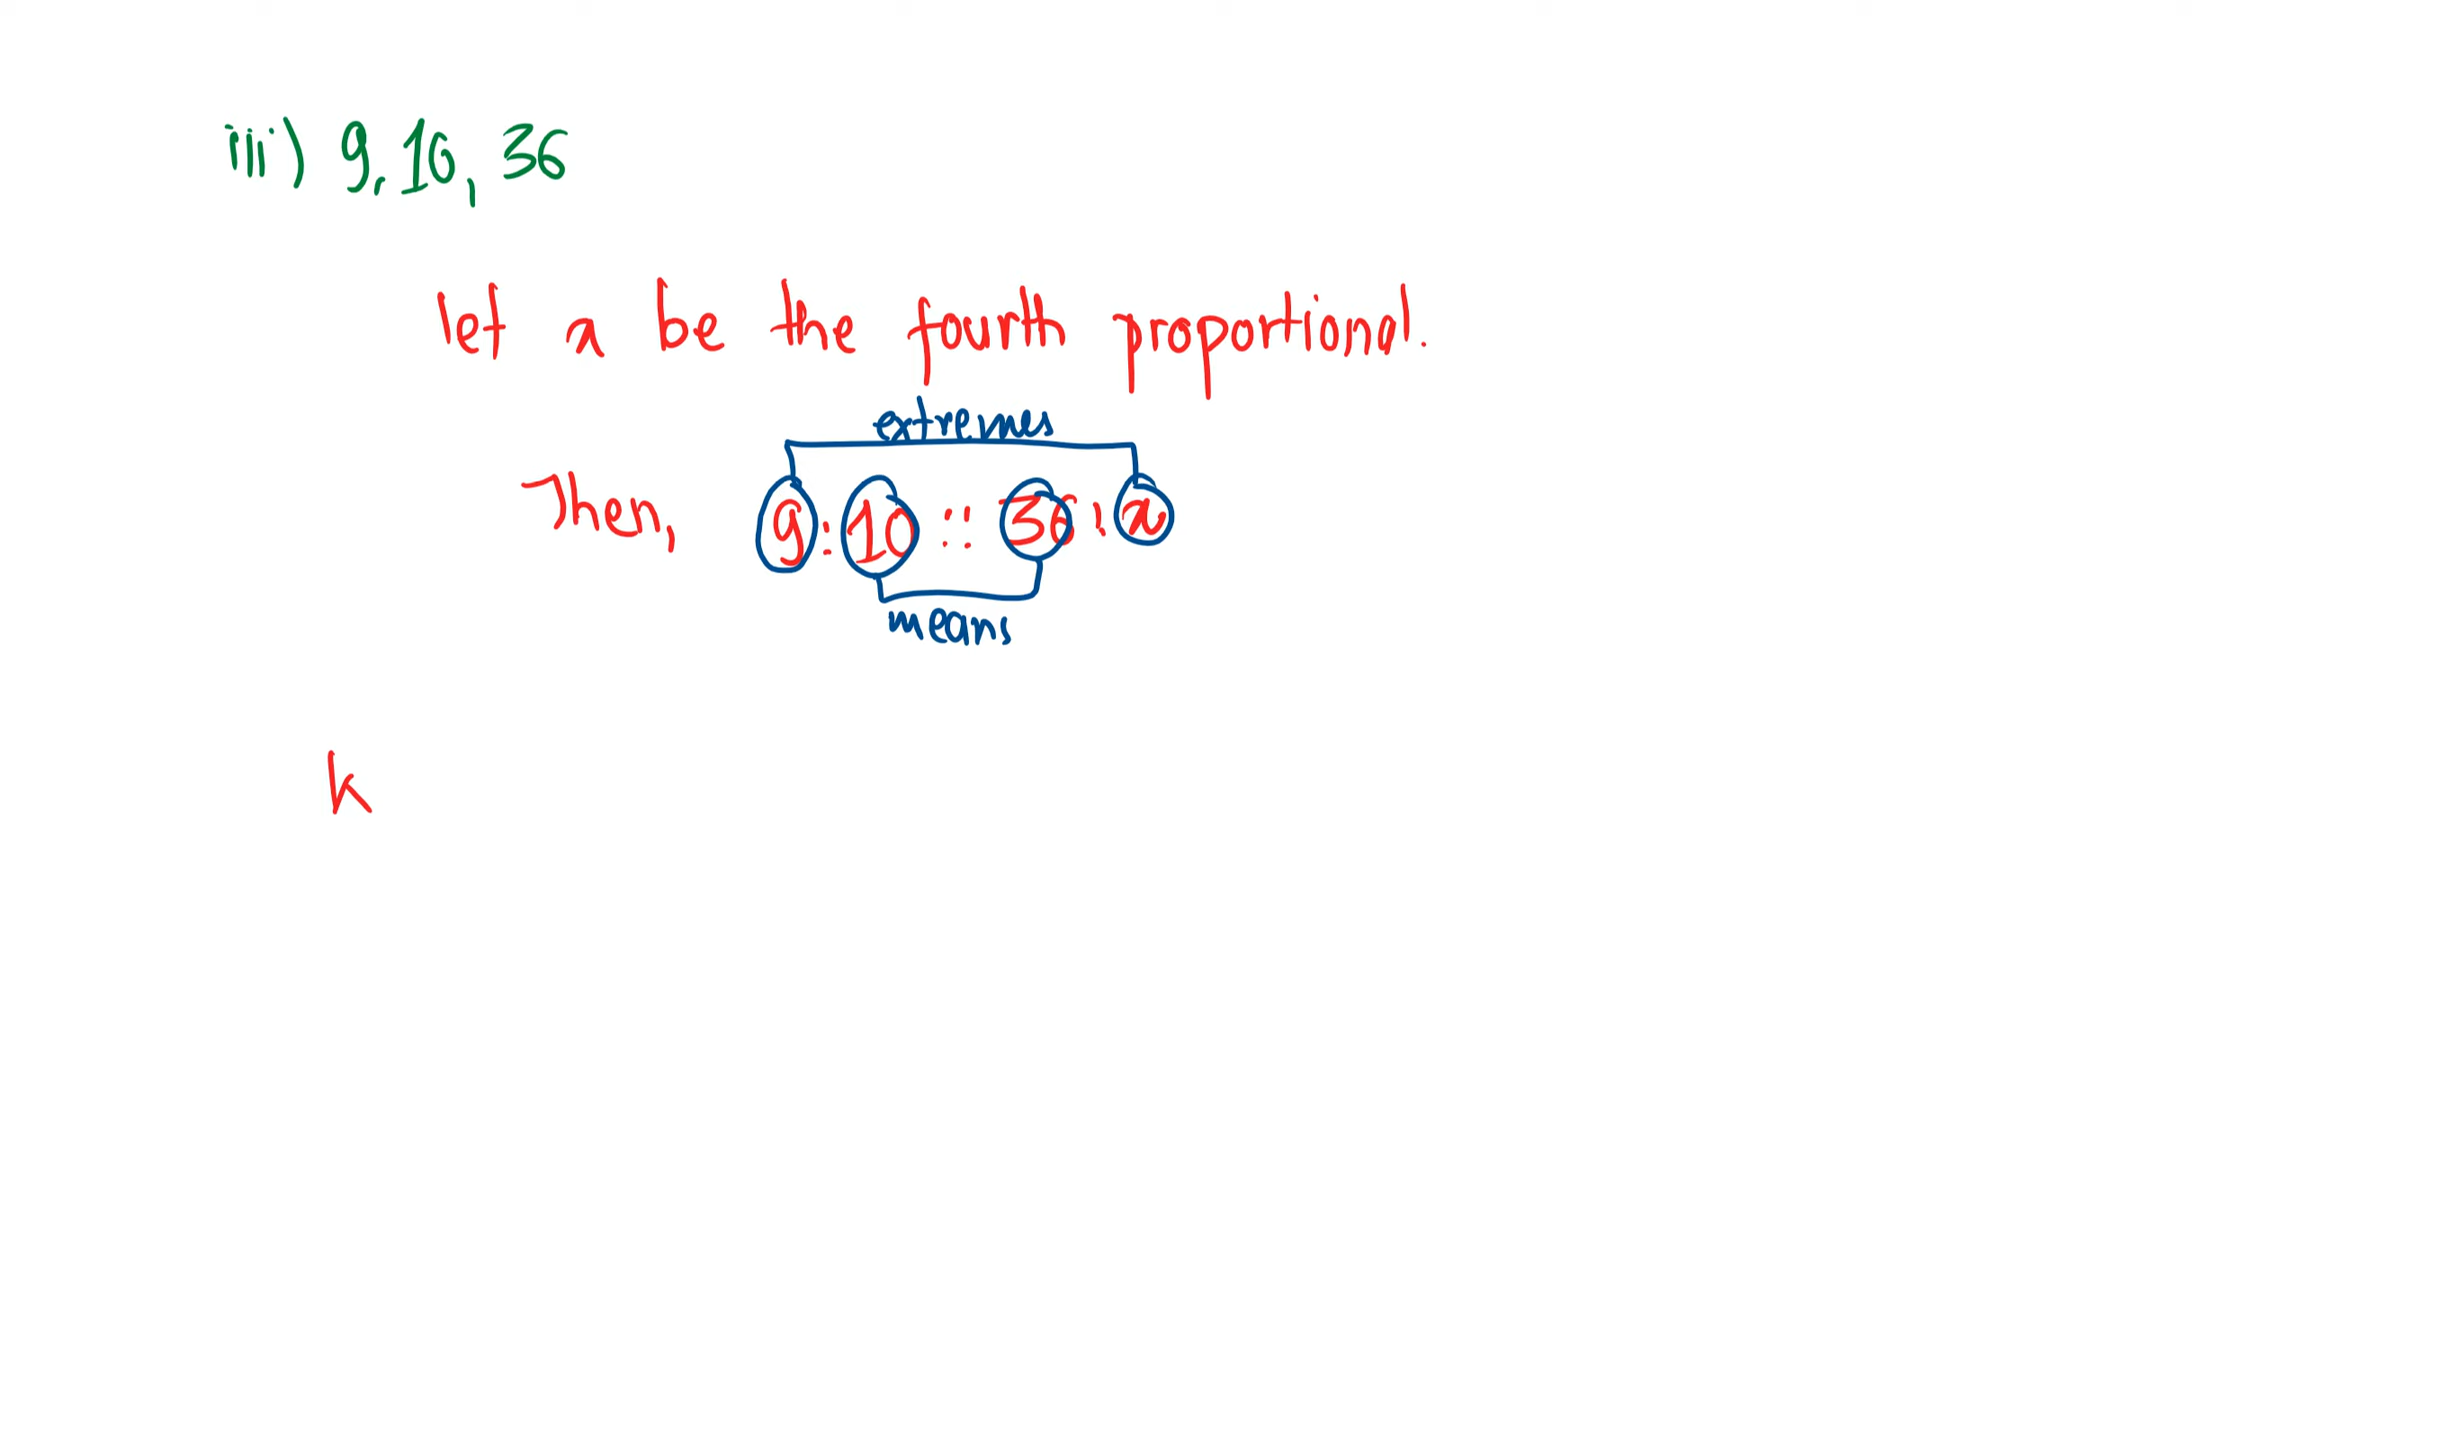 iii) 9, 10, 36
let a be the fourth proportional.
extremes
Then, 9 : 10 :: 36 : a
means
k